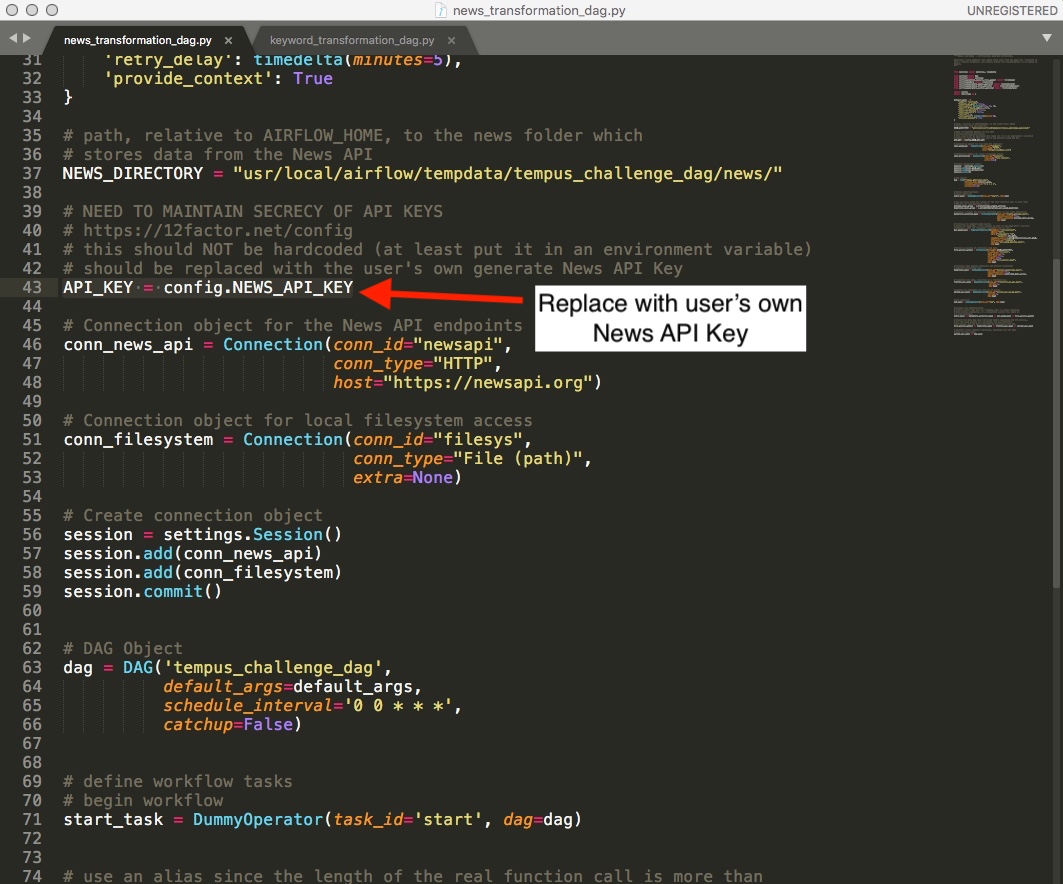 news_transformation_dag.py
UNREGISTERED
news_transformation_dag.py ×
keyword_transformation_dag.py ×
31 'retry_delay': timedelta(minutes=5),
32 'provide_context': True
33 }
34
35 # path, relative to AIRFLOW_HOME, to the news folder which
36 # stores data from the News API
37 NEWS_DIRECTORY = "usr/local/airflow/tempdata/tempus_challenge_dag/news/"
38
39 # NEED TO MAINTAIN SECRECY OF API KEYS
40 # https://12factor.net/config
41 # this should NOT be hardcoded (at least put it in an environment variable)
42 # should be replaced with the user's own generate News API Key
43 API_KEY = config.NEWS_API_KEY
Replace with user’s own
News API Key
44
45 # Connection object for the News API endpoints
46 conn_news_api = Connection(conn_id="newsapi",
47 conn_type="HTTP",
48 host="https://newsapi.org")
49
50 # Connection object for local filesystem access
51 conn_filesystem = Connection(conn_id="filesys",
52 conn_type="File (path)",
53 extra=None)
54
55 # Create connection object
56 session = settings.Session()
57 session.add(conn_news_api)
58 session.add(conn_filesystem)
59 session.commit()
60
61
62 # DAG Object
63 dag = DAG('tempus_challenge_dag',
64 default_args=default_args,
65 schedule_interval='0 0 * * *',
66 catchup=False)
67
68
69 # define workflow tasks
70 # begin workflow
71 start_task = DummyOperator(task_id='start', dag=dag)
72
73
74 # use an alias since the length of the real function call is more than